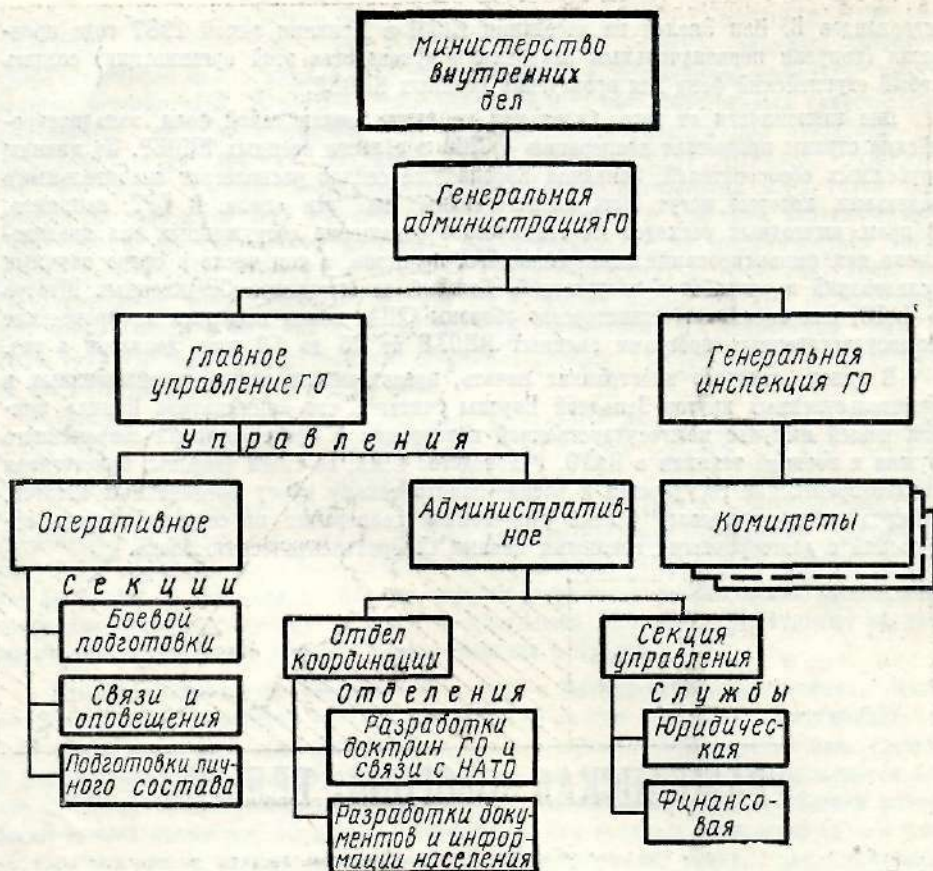 Министерство
внутренних
дел
Генеральная
администрация ГО
Главное
управление ГО
Генеральная
инспекция ГО
Управления
Оперативное
Административ-
ное
Комитеты
Секции
Боевой
подготовки
Связи и
оповещения
Подготовки лич-
ного состава
Отдел
координации
Отделения
Разработки
доктрин ГО и
связи с НАТО
Разработки доку-
ментов и инфор-
мации населения
Секция
управления
Службы
Юридичес-
кая
Финансо-
вая